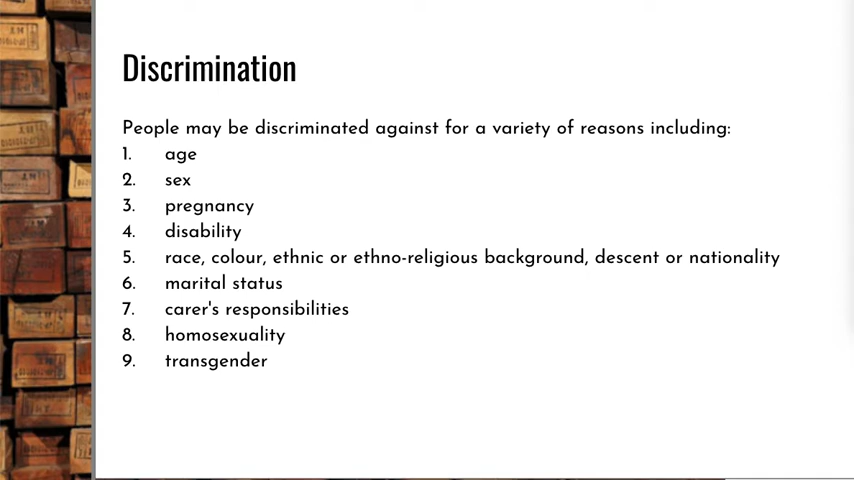 Discrimination
People may be discriminated against for a variety of reasons including:
1. age
2. sex
3. pregnancy
4. disability
5. race, colour, ethnic or ethno-religious background, descent or nationality
6. marital status
7. carer's responsibilities
8. homosexuality
9. transgender